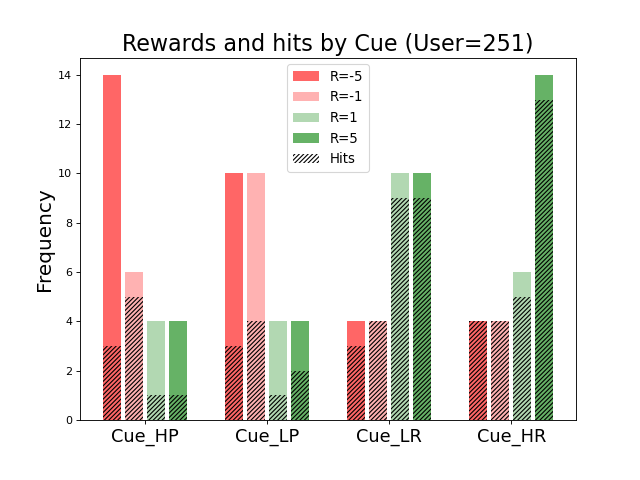 Rewards and hits by Cue (User=251)
R=-5
R=-1
R=1
R=5
Hits
Frequency
14
12
10
8
6
4
2
0
Cue_HP
Cue_LP
Cue_LR
Cue_HR